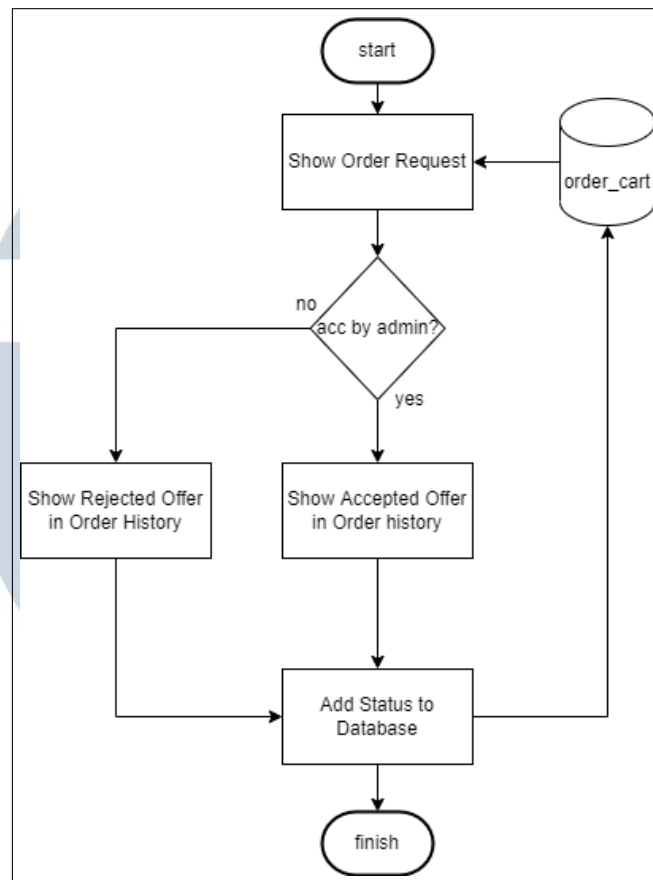 start
Show Order Request
order_cart
no
acc by admin?
yes
Show Rejected Offer
in Order History
Show Accepted Offer
in Order history
Add Status to
Database
finish